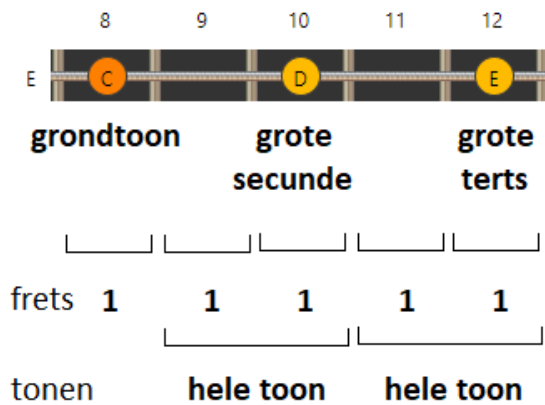 8 9 10 11 12
E C D E
grondtoon grote grote
secunde terts
frets 1 1 1 1 1
tonen hele toon hele toon